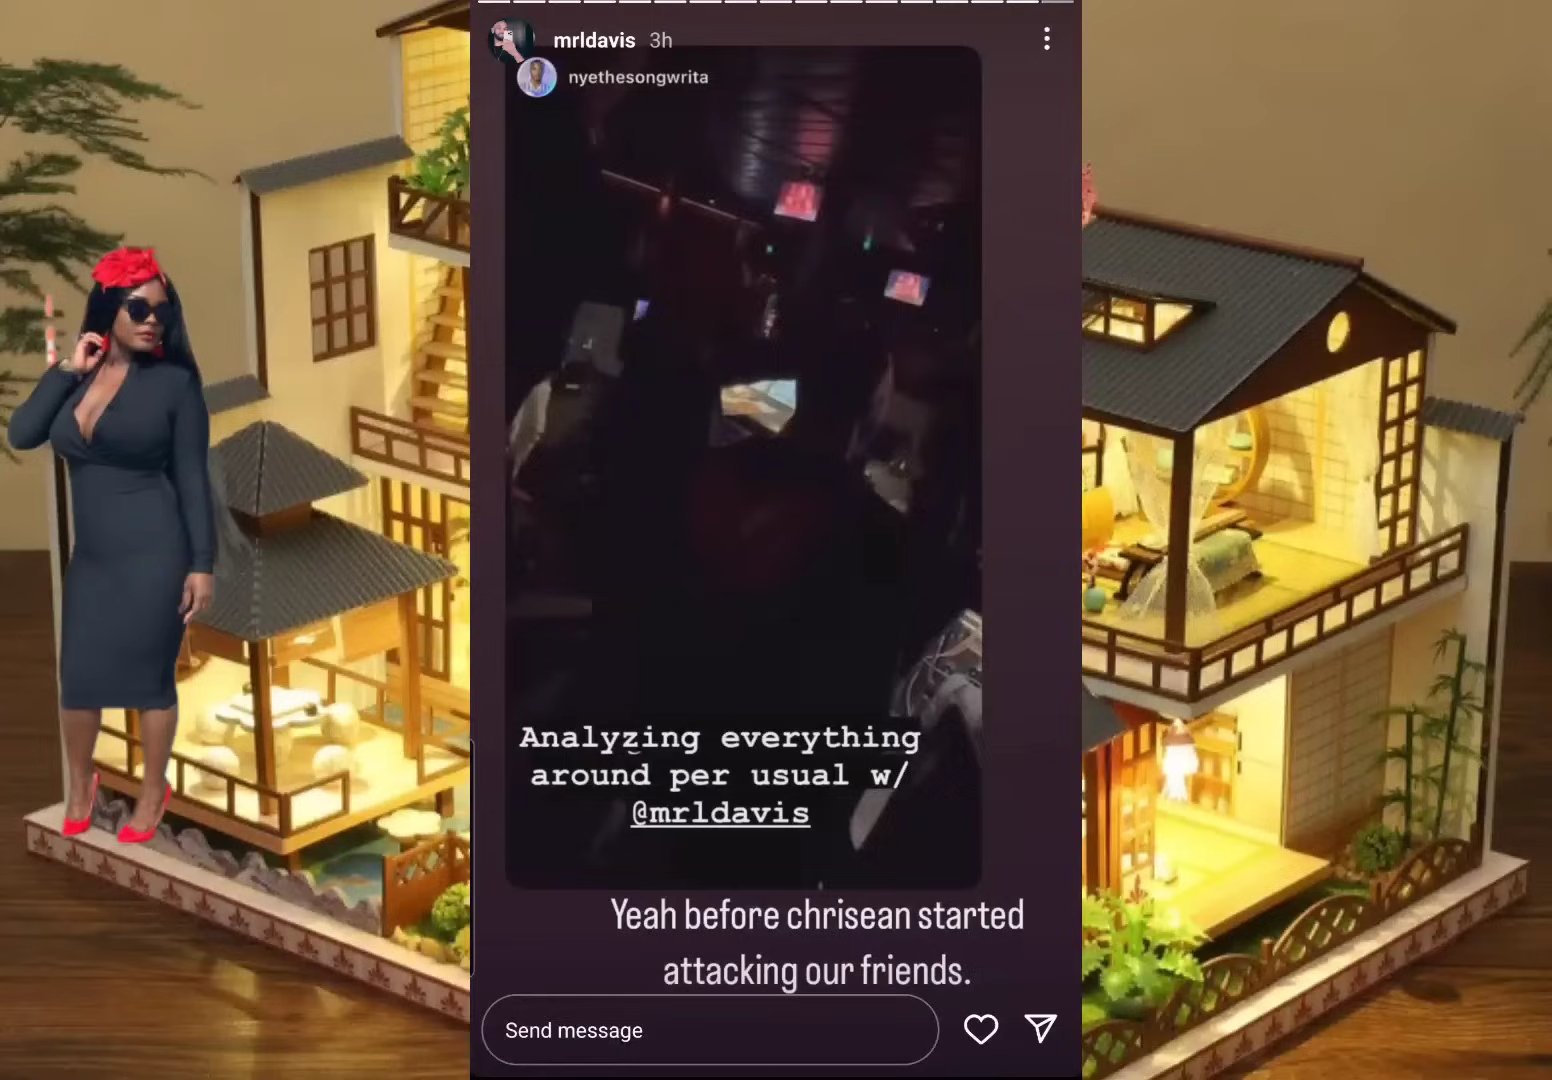 mrldavis 3h
nyethesongwrita
Analyzing everything
around per usual w/
@mrldavis
Yeah before chrisean started
attacking our friends.
Send message